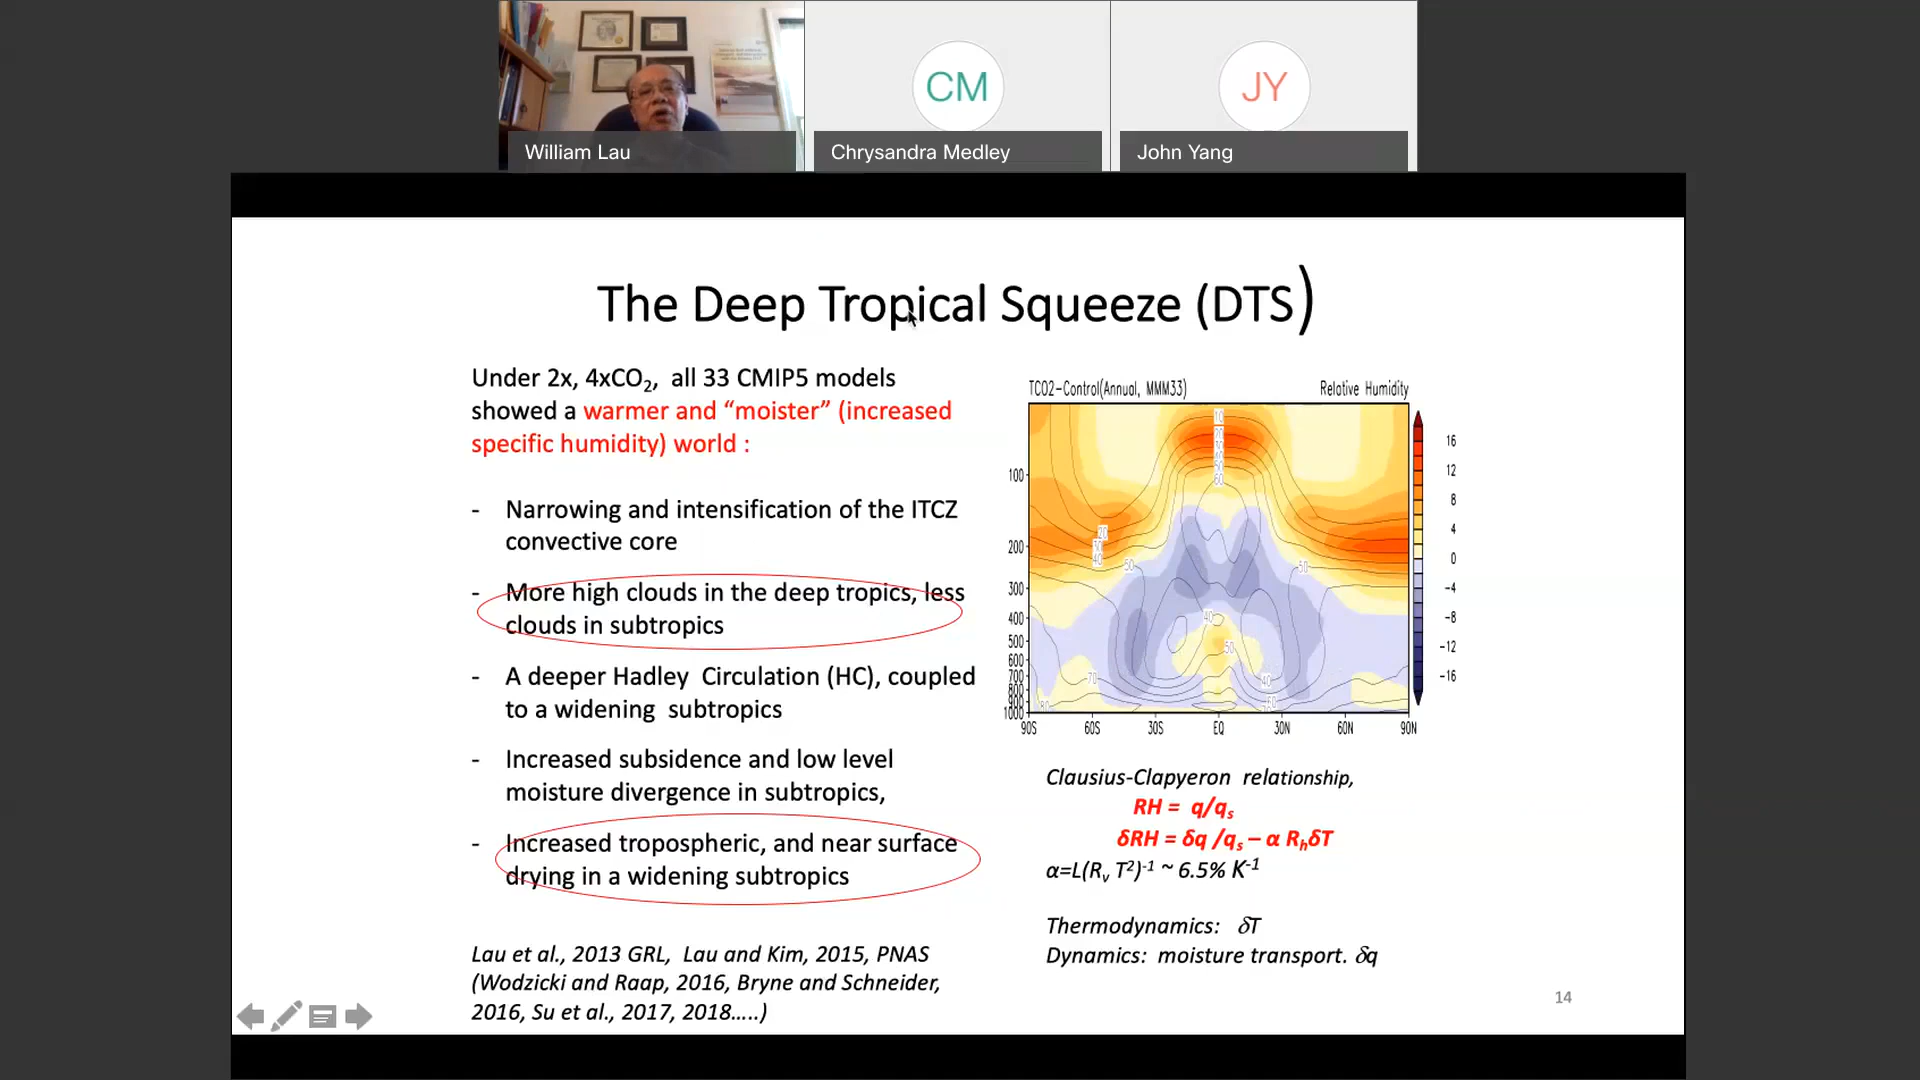 CM
JY
William Lau
Chrysandra Medley
John Yang
The Deep Tropical Squeeze (DTS)
Under 2x, 4xCO2, all 33 CMIP5 models
showed a warmer and “moister” (increased
specific humidity) world :
- Narrowing and intensification of the ITCZ
convective core
- More high clouds in the deep tropics, less
clouds in subtropics
- A deeper Hadley Circulation (HC), coupled
to a widening subtropics
- Increased subsidence and low level
moisture divergence in subtropics,
- Increased tropospheric, and near surface
drying in a widening subtropics
Lau et al., 2013 GRL, Lau and Kim, 2015, PNAS
(Wodzicki and Raap, 2016, Bryne and Schneider,
2016, Su et al., 2017, 2018.....)
TCO2-Control(Annual, MMM33) Relative Humidity
100
200
300
400
500
600
700
800
900
1000
90S 60S 30S EQ 30N 60N 90N
16
12
8
4
0
-4
-8
-12
-16
Clausius-Clapyeron relationship,
RH = q/qs
δRH = δq /qs – α RhδT
α=L(Rv T2)-1 ~ 6.5% K-1
Thermodynamics: δT
Dynamics: moisture transport. δq
14